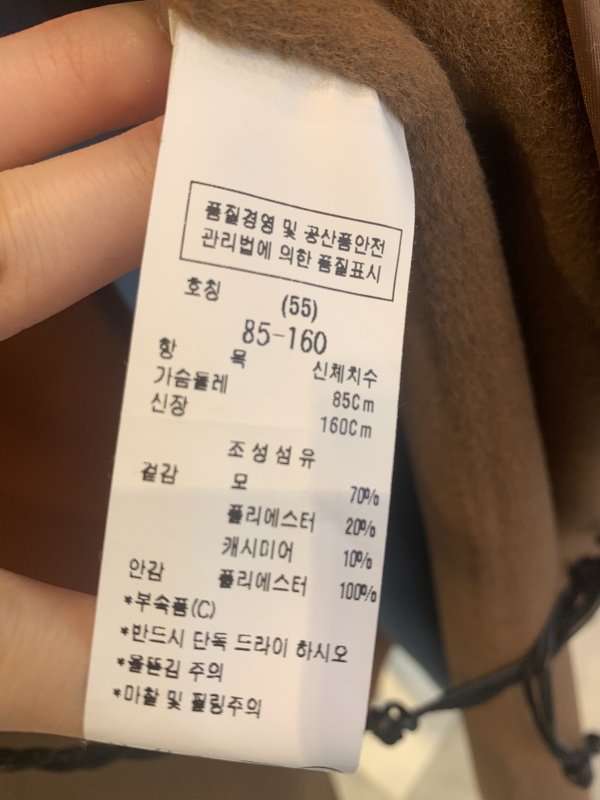 품질경영 및 공산품안전
관리법에 의한 품질표시
호칭 (55)
85-160
항 목 신체치수
가슴둘레 85Cm
신장 160Cm
조성섬유
겉감 모 70%
폴리에스터 20%
캐시미어 10%
안감 폴리에스터 100%
*부속품(C)
*반드시 단독 드라이 하시오
*올뜯김 주의
*마찰 및 필링주의